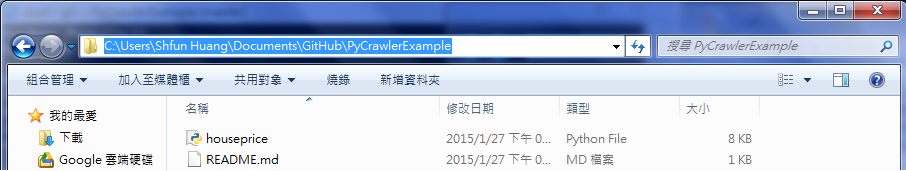 C:\Users\Shfun Huang\Documents\GitHub\PyCrawlerExample
搜尋 PyCrawlerExample
組合管理 加入至媒體櫃 共用對象 燒錄 新增資料夾
名稱 修改日期 類型 大小
我的最愛
下載
houseprice 2015/1/27 下午 0... Python File 8 KB
Google 雲端硬碟
README.md 2015/1/27 下午 0... MD 檔案 1 KB